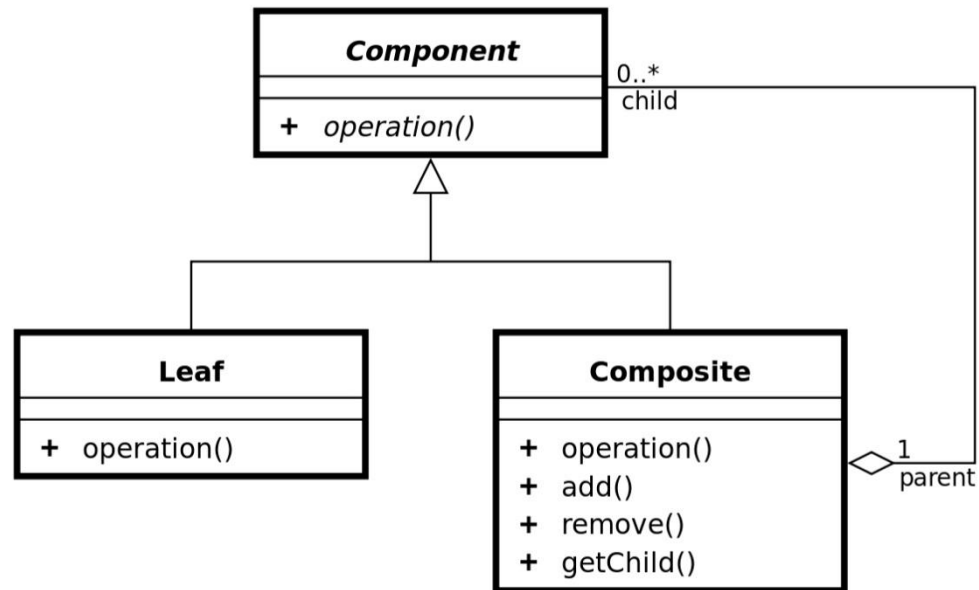 Component
+ operation()
0..*
child
Leaf
+ operation()
Composite
+ operation()
+ add()
+ remove()
+ getChild()
1
parent